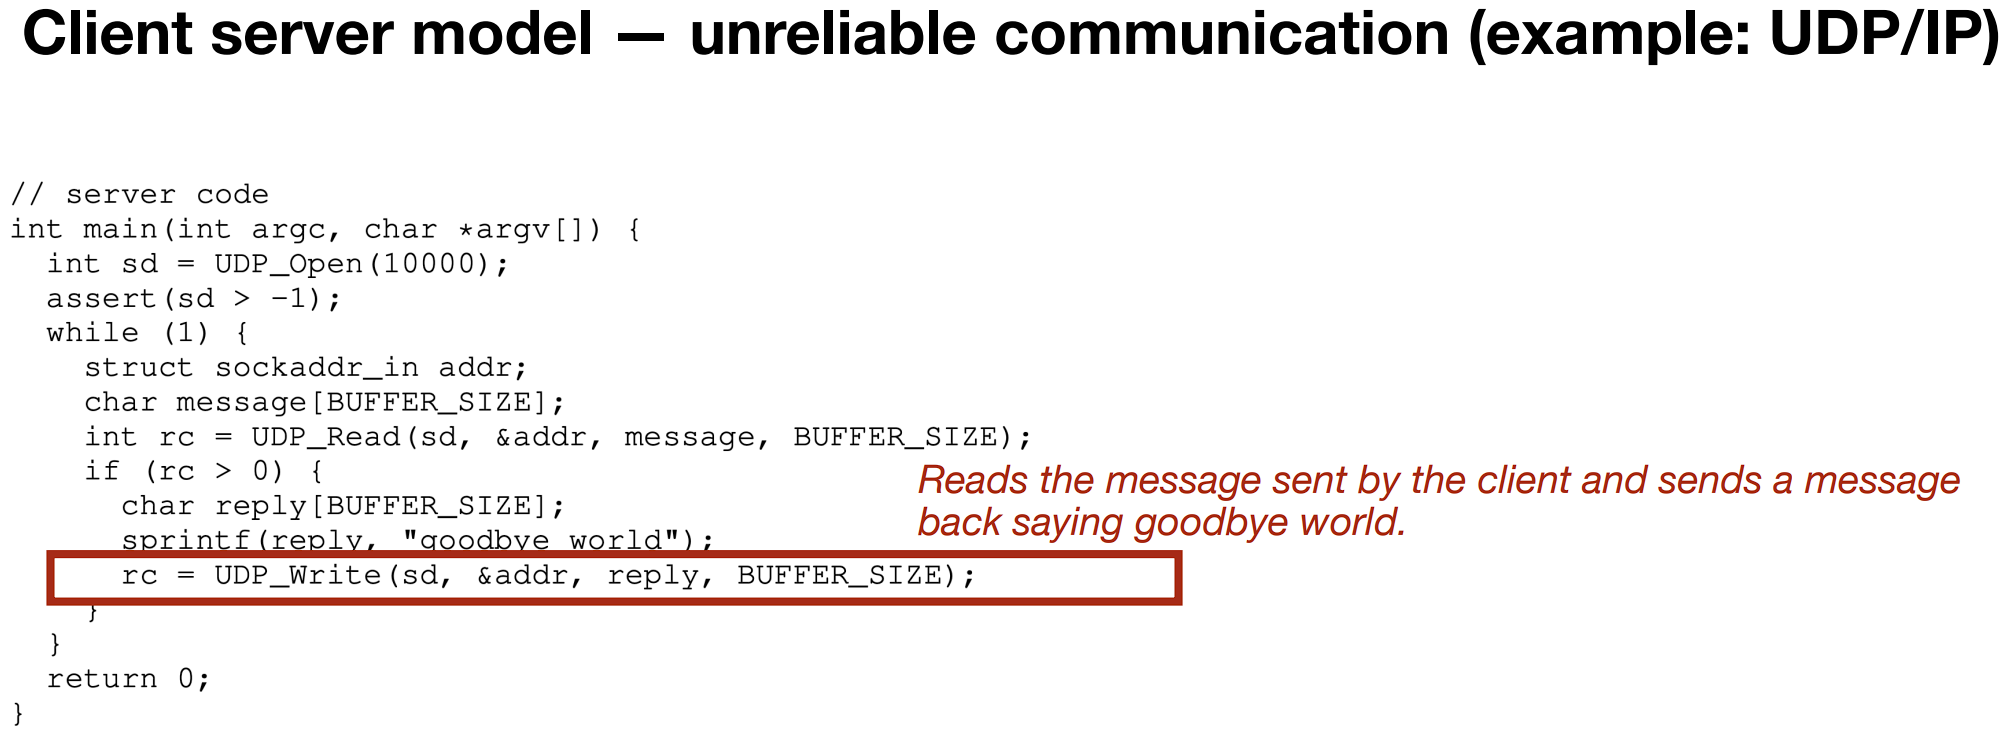 Client server model — unreliable communication (example: UDP/IP)
// server code
int main(int argc, char *argv[]) {
  int sd = UDP_Open(10000);
  assert(sd > -1);
  while (1) {
    struct sockaddr_in addr;
    char message[BUFFER_SIZE];
    int rc = UDP_Read(sd, &addr, message, BUFFER_SIZE);
    if (rc > 0) {
      char reply[BUFFER_SIZE];
      sprintf(reply, "goodbye world");
      rc = UDP_Write(sd, &addr, reply, BUFFER_SIZE);
    }
  }
  return 0;
}
Reads the message sent by the client and sends a message
back saying goodbye world.